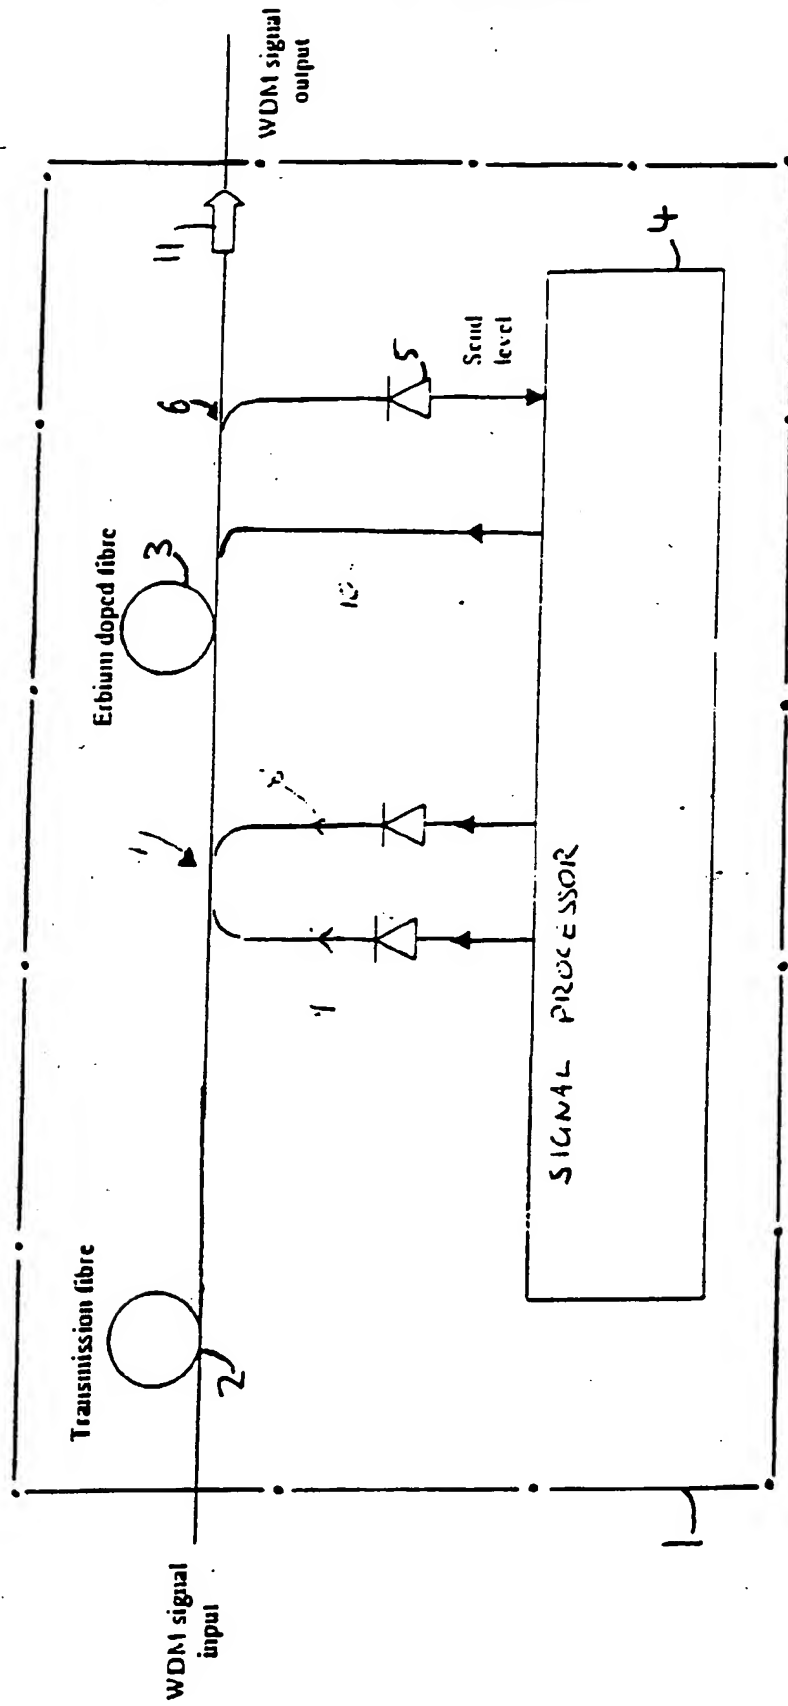 WDM signal
input
Transmission fibre
2
Erbium doped fibre
3
6
11
WDM signal
output
5
Send
level
10
SIGNAL PROCESSOR
4
1